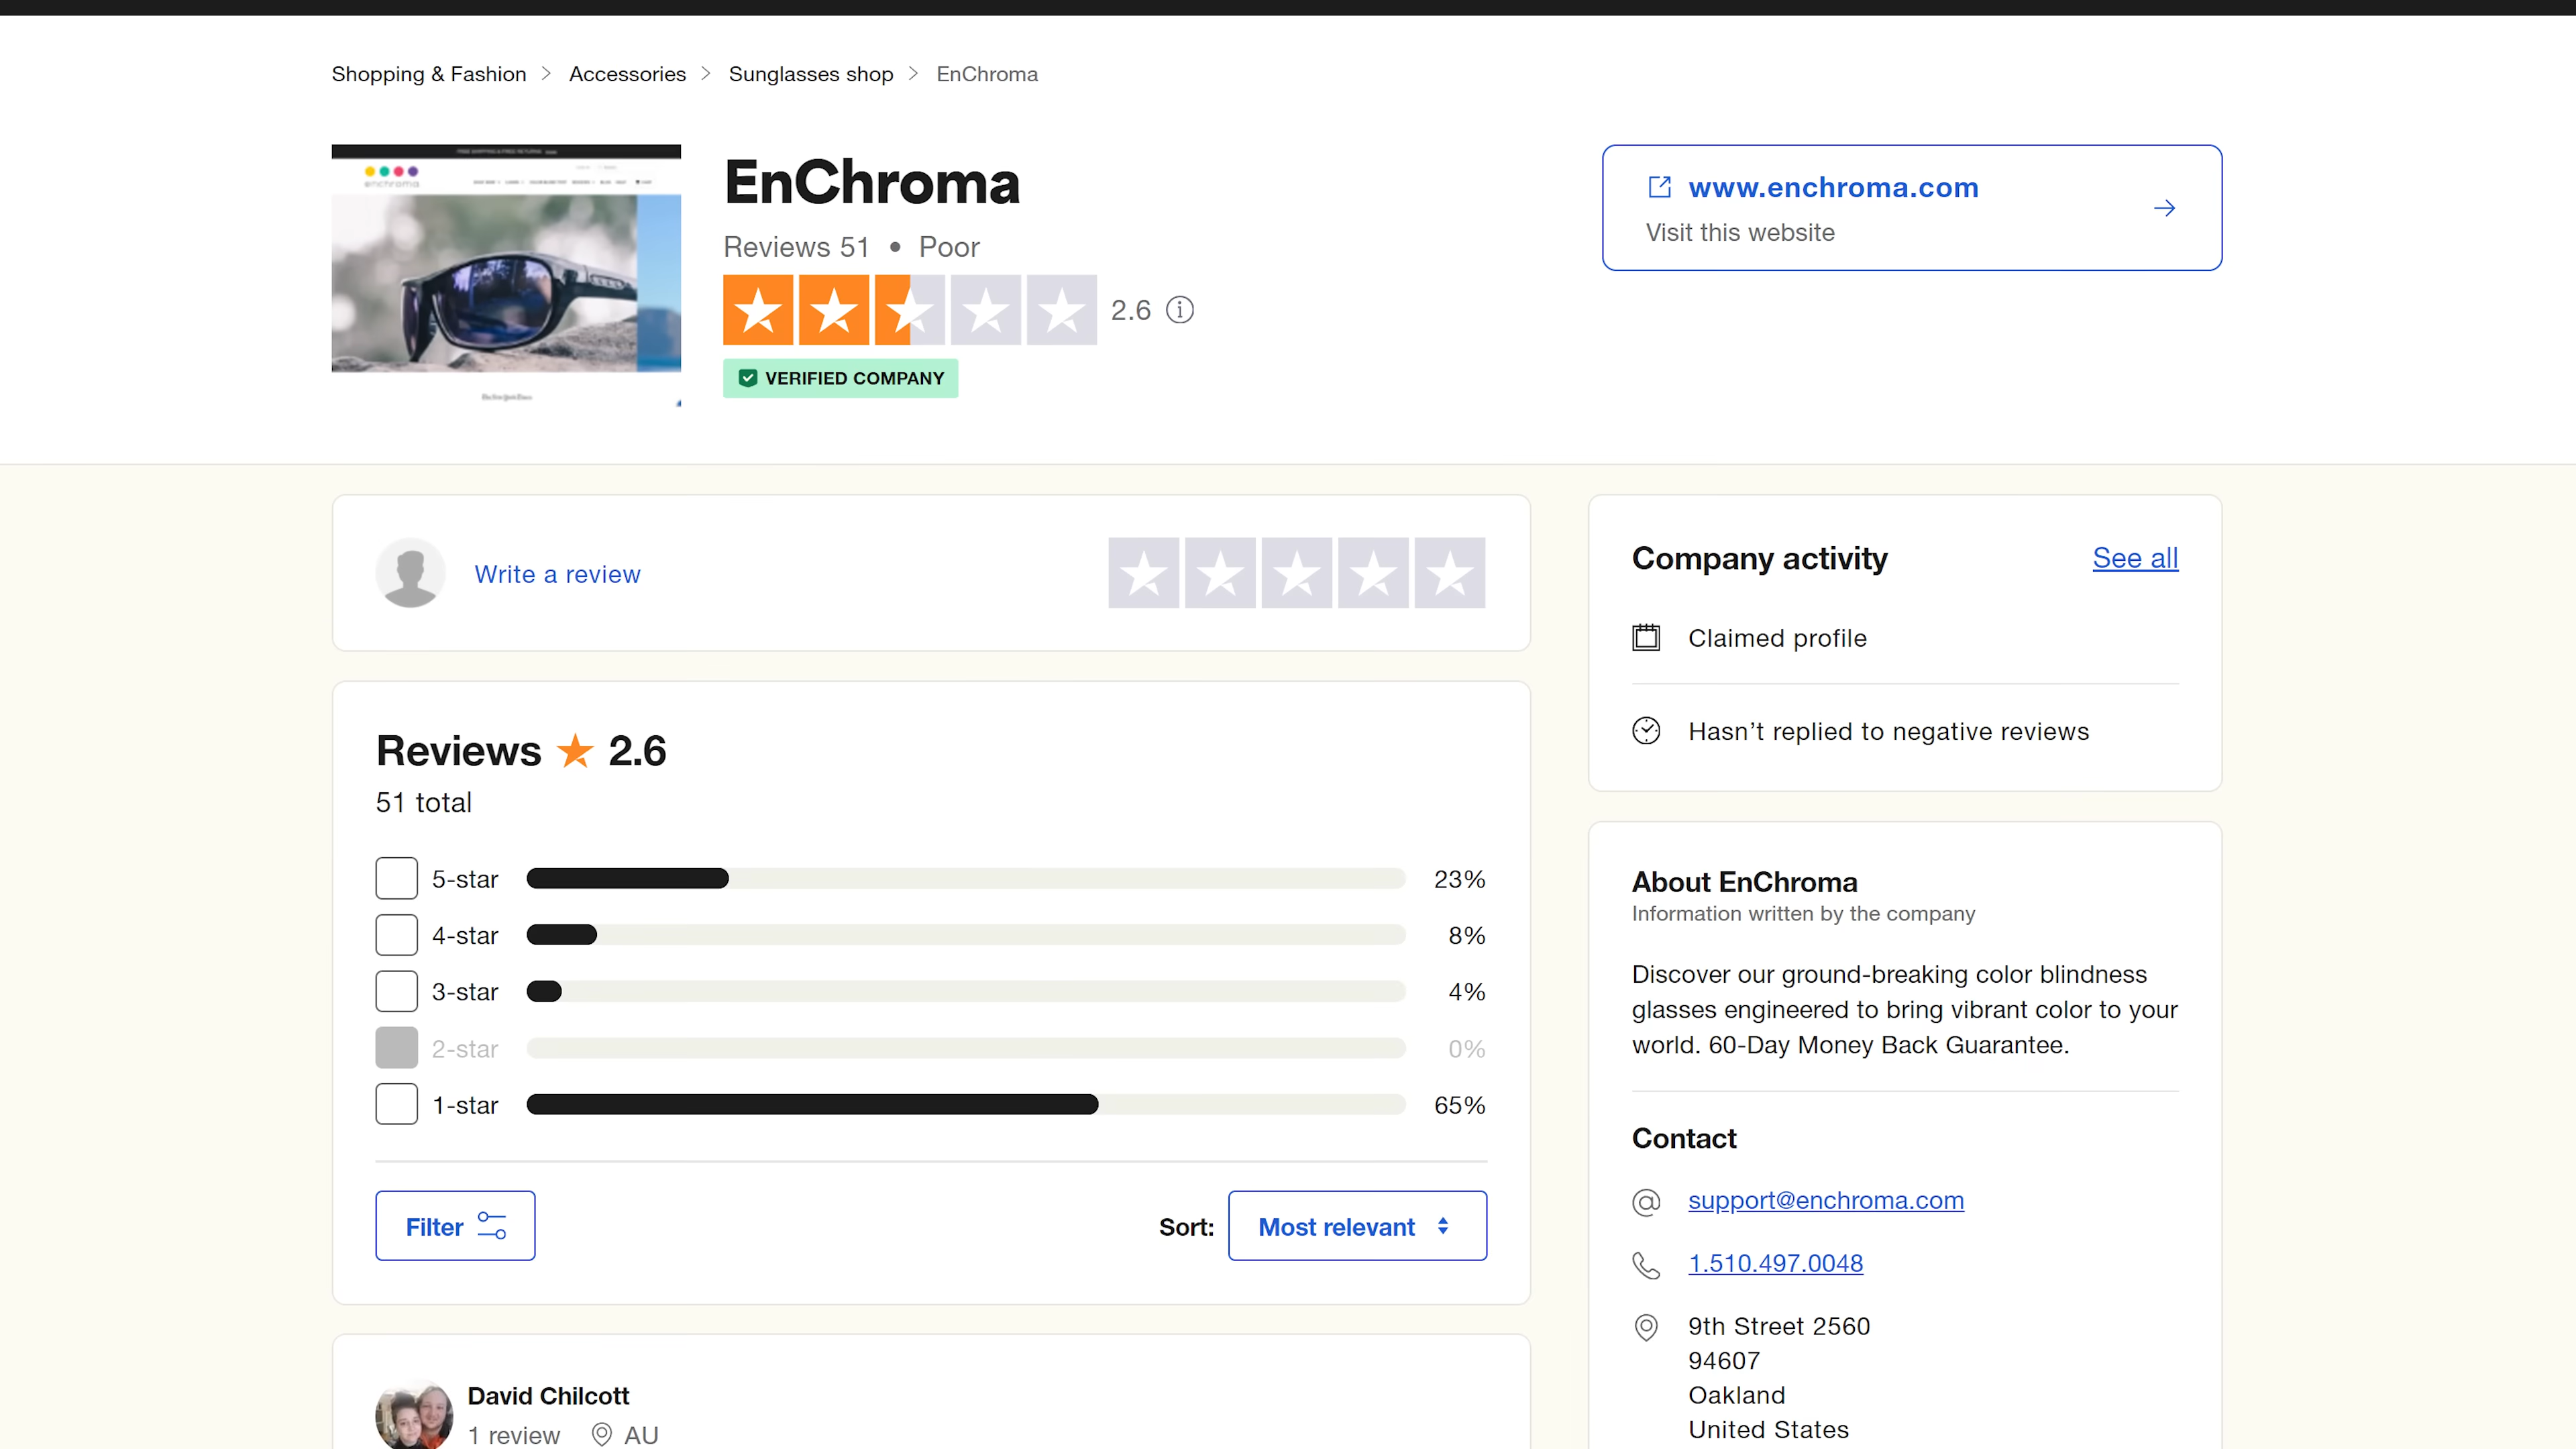 Shopping & Fashion > Accessories > Sunglasses shop > EnChroma
enchroma
EnChroma
Reviews 51 • Poor
2.6
VERIFIED COMPANY
www.enchroma.com
Visit this website
Write a review
Reviews 2.6
51 total
5-star 23%
4-star 8%
3-star 4%
2-star 0%
1-star 65%
Filter
Sort: Most relevant
David Chilcott
1 review AU
Company activity
See all
Claimed profile
Hasn’t replied to negative reviews
About EnChroma
Information written by the company
Discover our ground-breaking color blindness
glasses engineered to bring vibrant color to your
world. 60-Day Money Back Guarantee.
Contact
support@enchroma.com
1.510.497.0048
9th Street 2560
94607
Oakland
United States